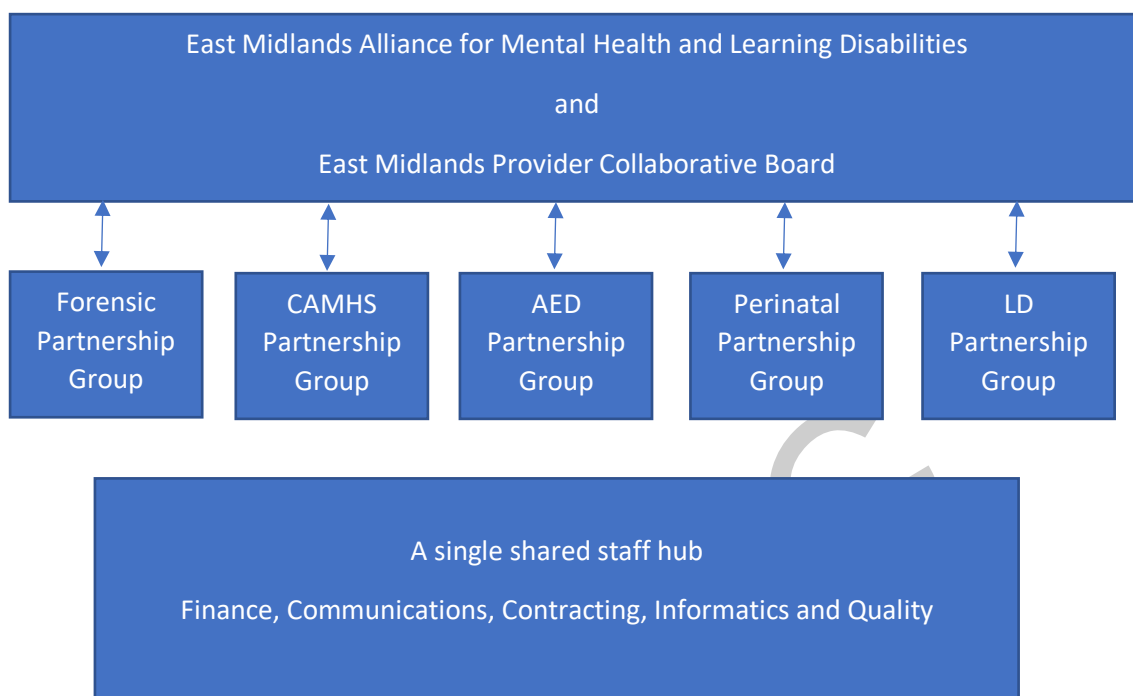 East Midlands Alliance for Mental Health and Learning Disabilities
and
East Midlands Provider Collaborative Board
Forensic
Partnership
Group
CAMHS
Partnership
Group
AED
Partnership
Group
Perinatal
Partnership
Group
LD
Partnership
Group
A single shared staff hub
Finance, Communications, Contracting, Informatics and Quality